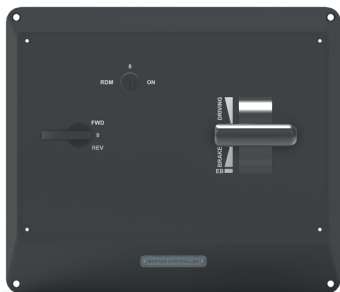 0
RDM ON
FWD
0
REV
DRIVING
BRAKE
EB
MASTER CONTROLLER